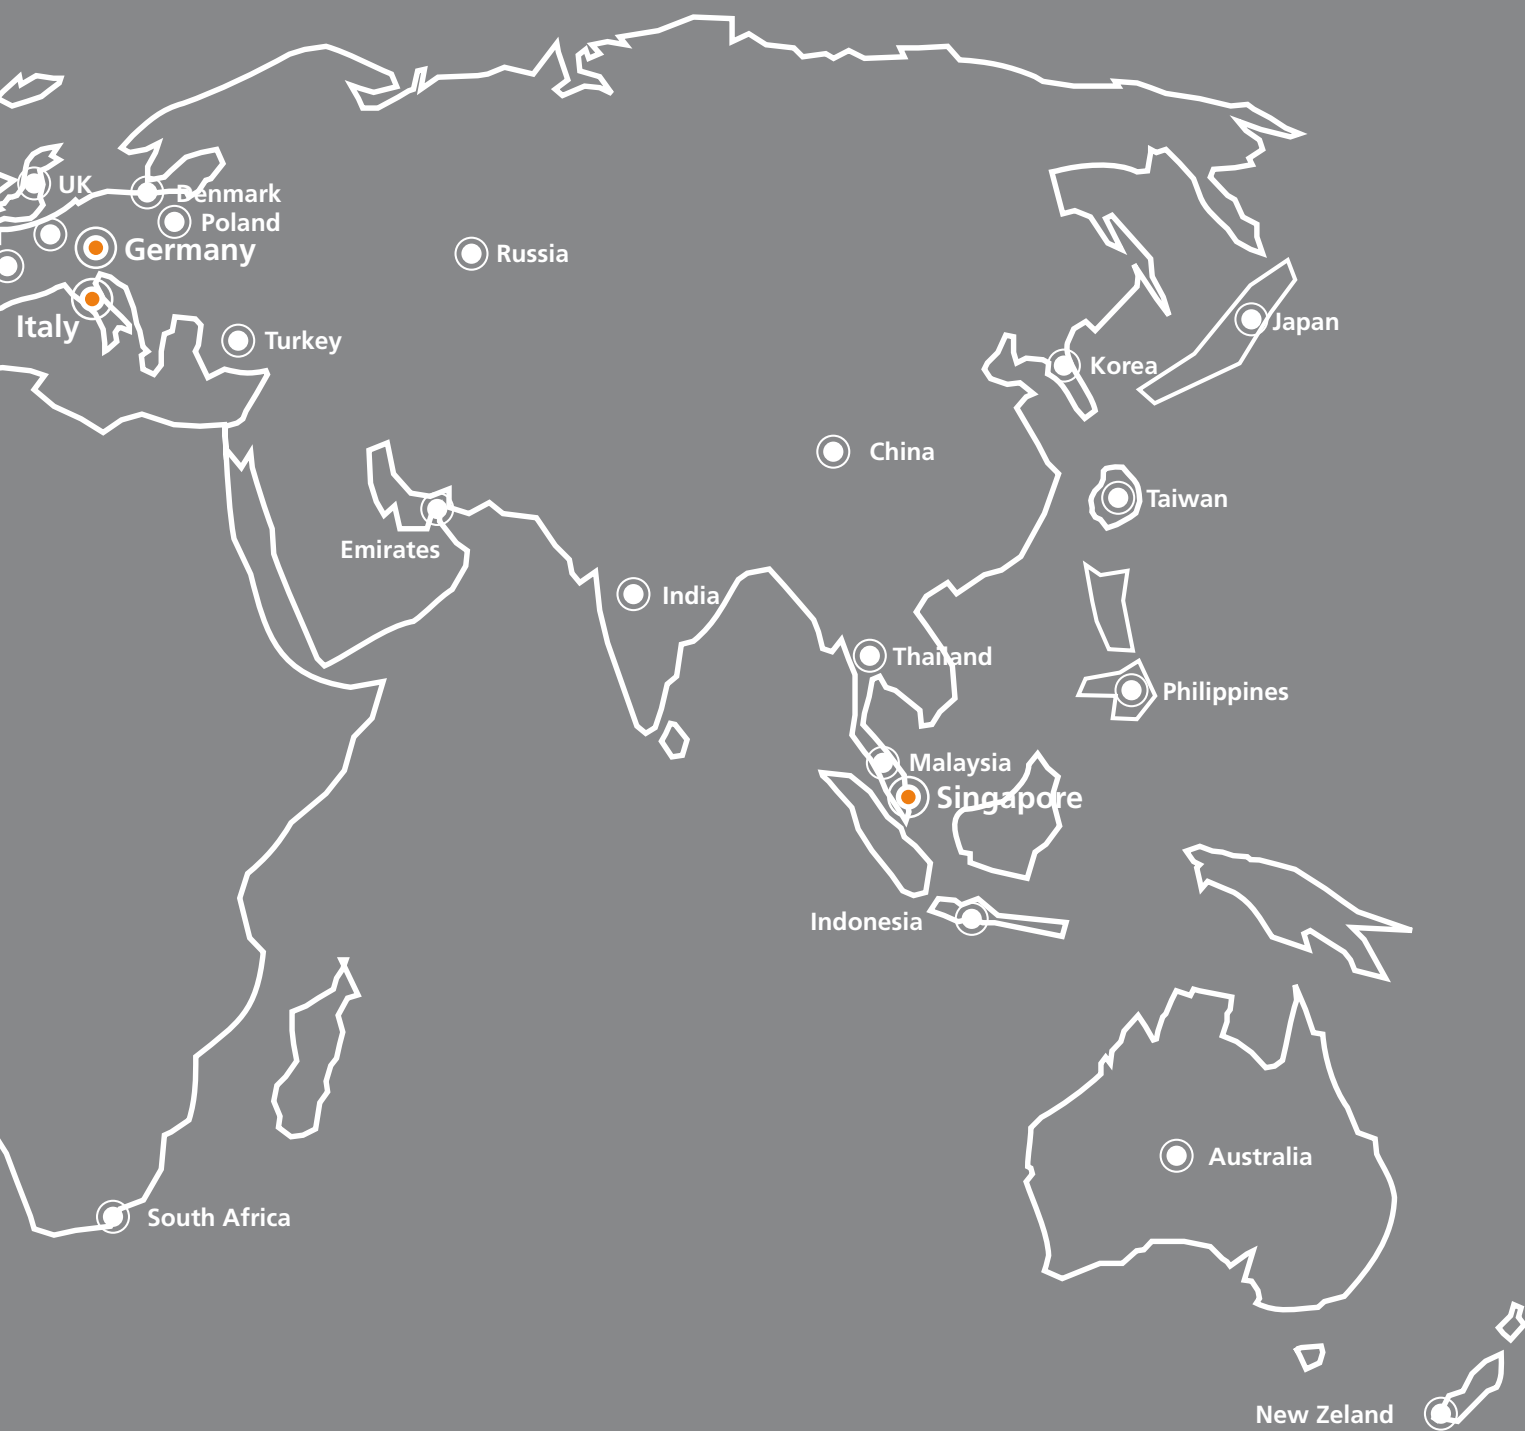 UK
Denmark
Poland
Germany
Russia
Italy
Turkey
Japan
Korea
China
Taiwan
Emirates
India
Thailand
Philippines
Malaysia
Singapore
Indonesia
Australia
South Africa
New Zeland